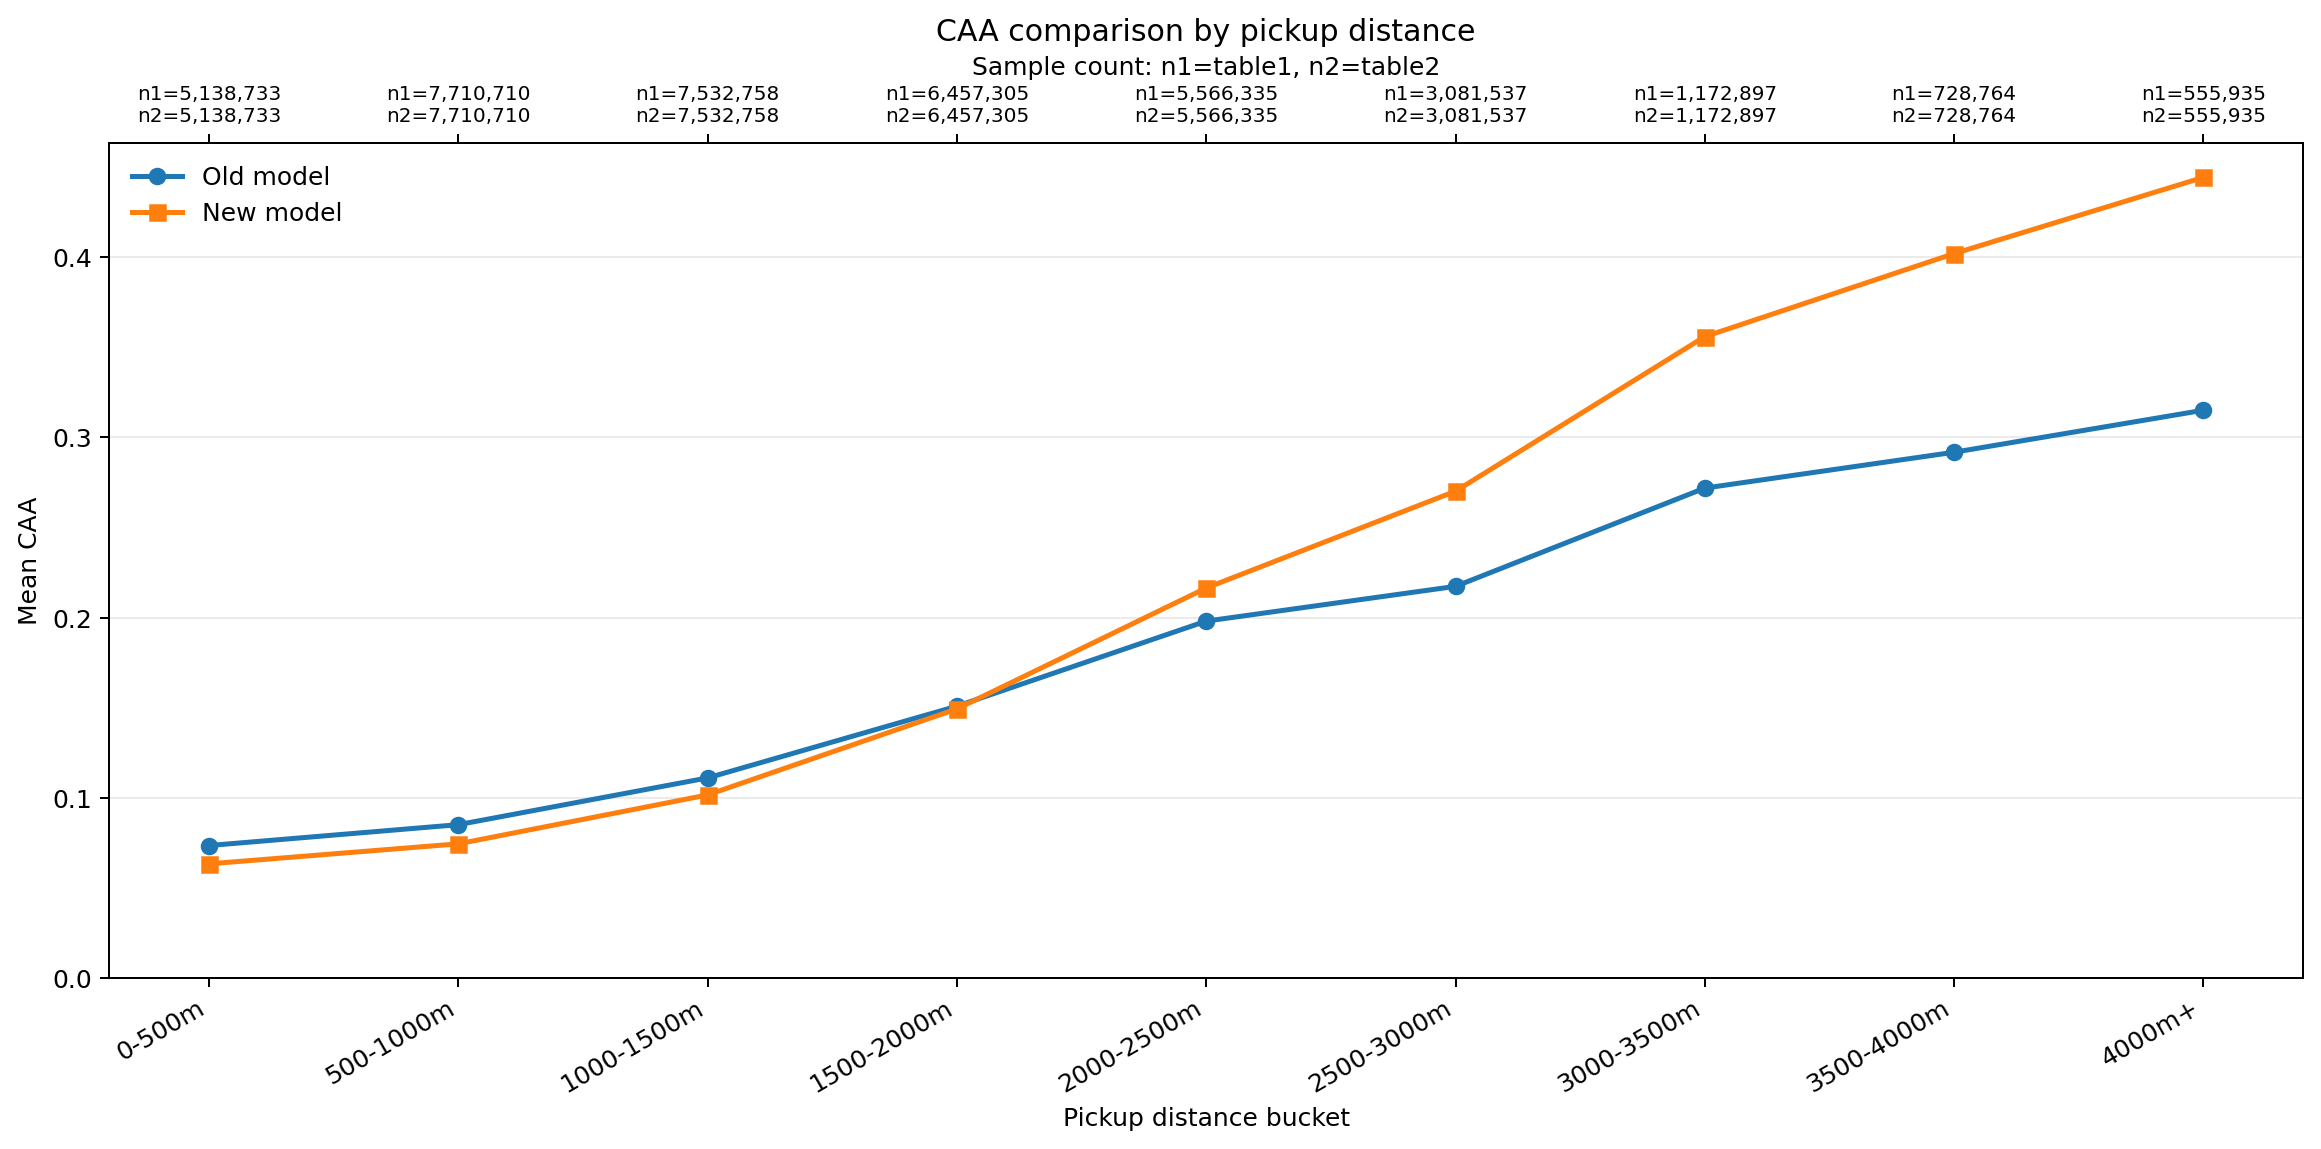 CAA comparison by pickup distance
Sample count: n1=table1, n2=table2
n1=5,138,733 n1=7,710,710 n1=7,532,758 n1=6,457,305 n1=5,566,335 n1=3,081,537 n1=1,172,897 n1=728,764 n1=555,935
n2=5,138,733 n2=7,710,710 n2=7,532,758 n2=6,457,305 n2=5,566,335 n2=3,081,537 n2=1,172,897 n2=728,764 n2=555,935
Old model
New model
0.4
0.3
0.2
0.1
0.0
Mean CAA
0-500m 500-1000m 1000-1500m 1500-2000m 2000-2500m 2500-3000m 3000-3500m 3500-4000m 4000m+
Pickup distance bucket